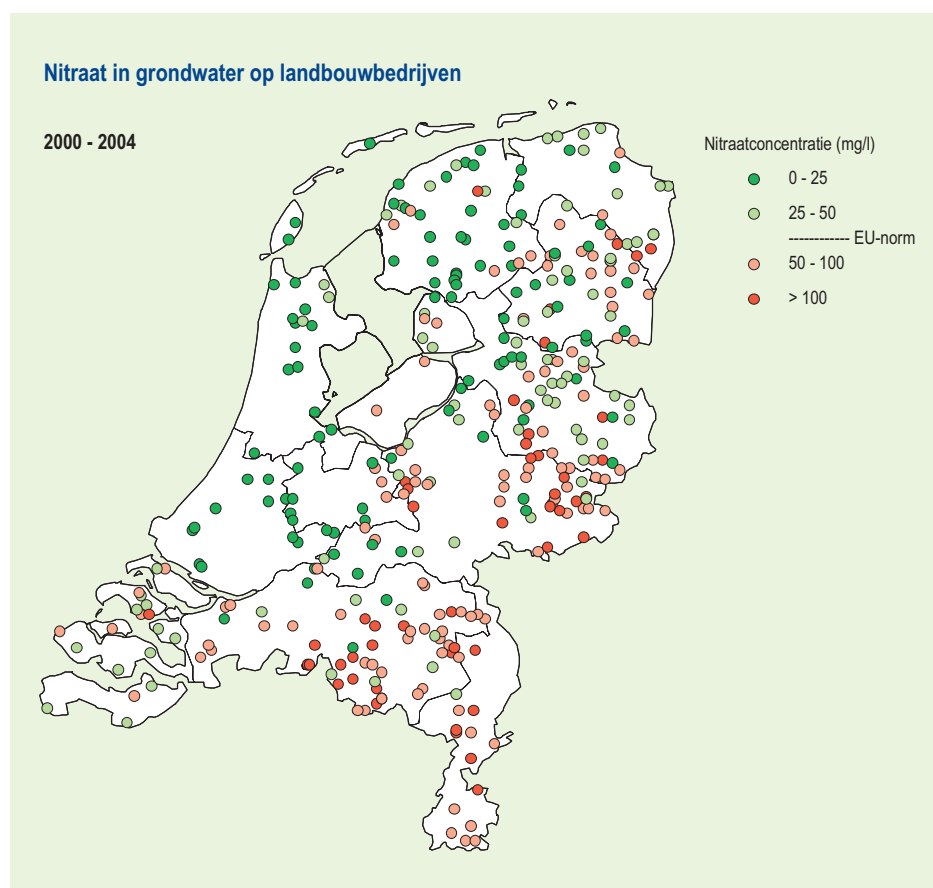 Nitraat in grondwater op landbouwbedrijven
2000 - 2004
Nitraatconcentratie (mg/l)
0 - 25
25 - 50
------------ EU-norm
50 - 100
> 100